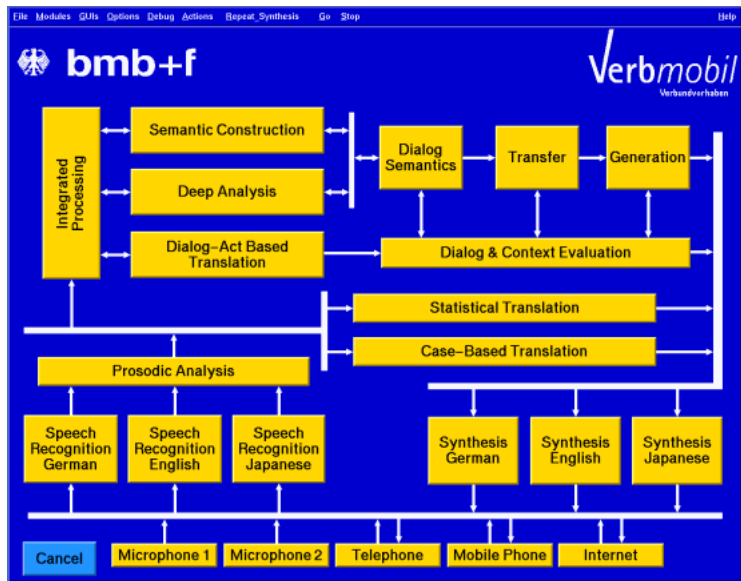 File Modules GUIs Options Debug Actions Repeat_Synthesis Go Stop Help
bmb+f
Verbmobil
Verbundvorhaben
Integrated
Processing
Semantic Construction
Deep Analysis
Dialog-Act Based
Translation
Dialog
Semantics
Transfer
Generation
Dialog & Context Evaluation
Statistical Translation
Case-Based Translation
Prosodic Analysis
Speech
Recognition
German
Speech
Recognition
English
Speech
Recognition
Japanese
Synthesis
German
Synthesis
English
Synthesis
Japanese
Cancel
Microphone 1
Microphone 2
Telephone
Mobile Phone
Internet